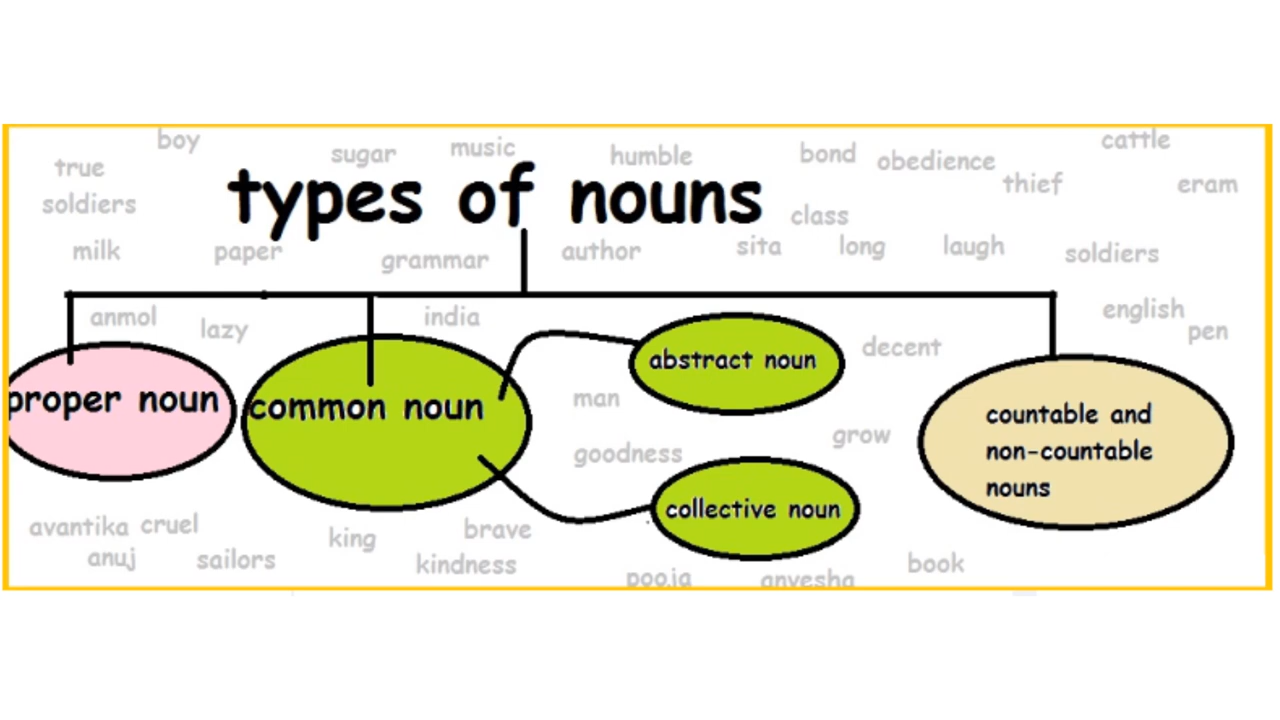 boy
sugar
music
humble
bond
obedience
cattle
true
thief
eram
soldiers
types of nouns
class
milk
paper
grammar
author
sita
long
laugh
soldiers
anmol
lazy
india
english
pen
abstract noun
decent
proper noun
common noun
man
countable and
non-countable
nouns
grow
goodness
collective noun
avantika
cruel
king
brave
anuj
sailors
kindness
pooja
anvesha
book